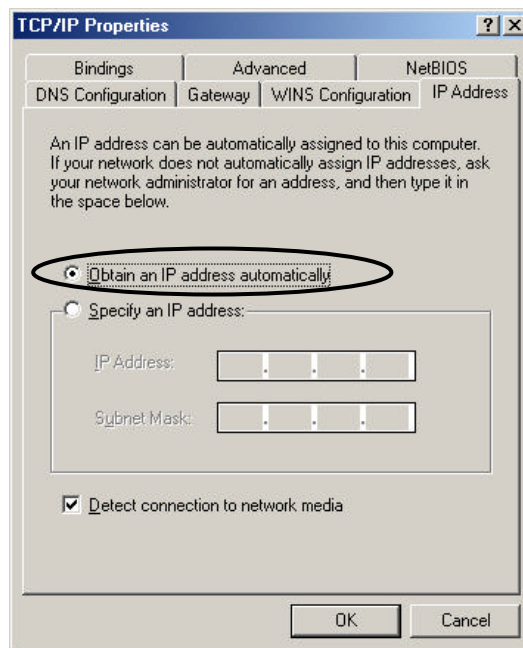 TCP/IP Properties
Bindings Advanced NetBIOS
DNS Configuration Gateway WINS Configuration IP Address
An IP address can be automatically assigned to this computer.
If your network does not automatically assign IP addresses, ask
your network administrator for an address, and then type it in
the space below.
Obtain an IP address automatically
Specify an IP address:
IP Address:
Subnet Mask:
Detect connection to network media
OK Cancel